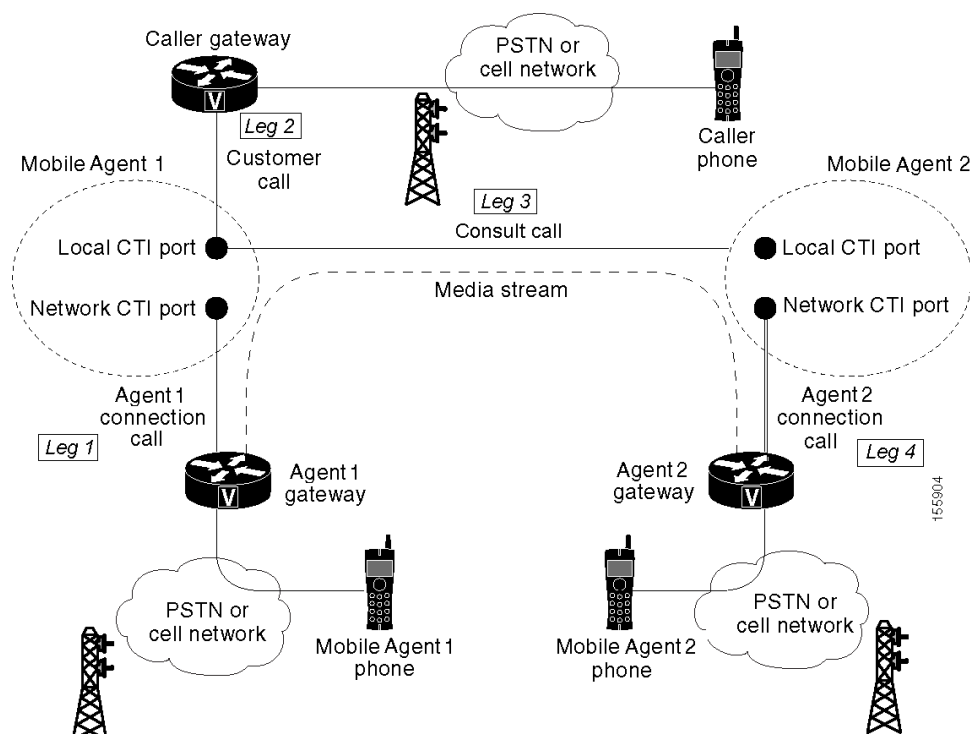 Caller gateway
PSTN or
cell network
V
Leg 2
Customer
call
Caller
phone
Mobile Agent 1
Mobile Agent 2
Leg 3
Consult call
Local CTI port
Local CTI port
Media stream
Network CTI port
Network CTI port
Agent 1
connection
call
Leg 1
Agent 2
connection
call
Leg 4
Agent 1
gateway
V
Agent 2
gateway
V
155904
PSTN or
cell network
Mobile Agent 1
phone
Mobile Agent 2
phone
PSTN or
cell network